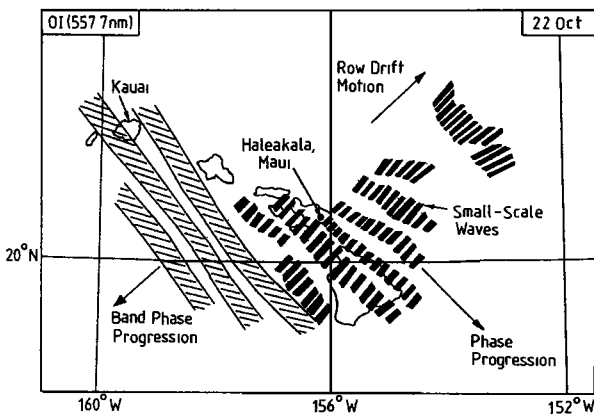 OI (557 7nm)
22 Oct
Kauai
Row Drift
Motion
Haleakala,
Maui
Small-Scale
Waves
20°N
Band Phase
Progression
Phase
Progression
160°W
156°W
152°W